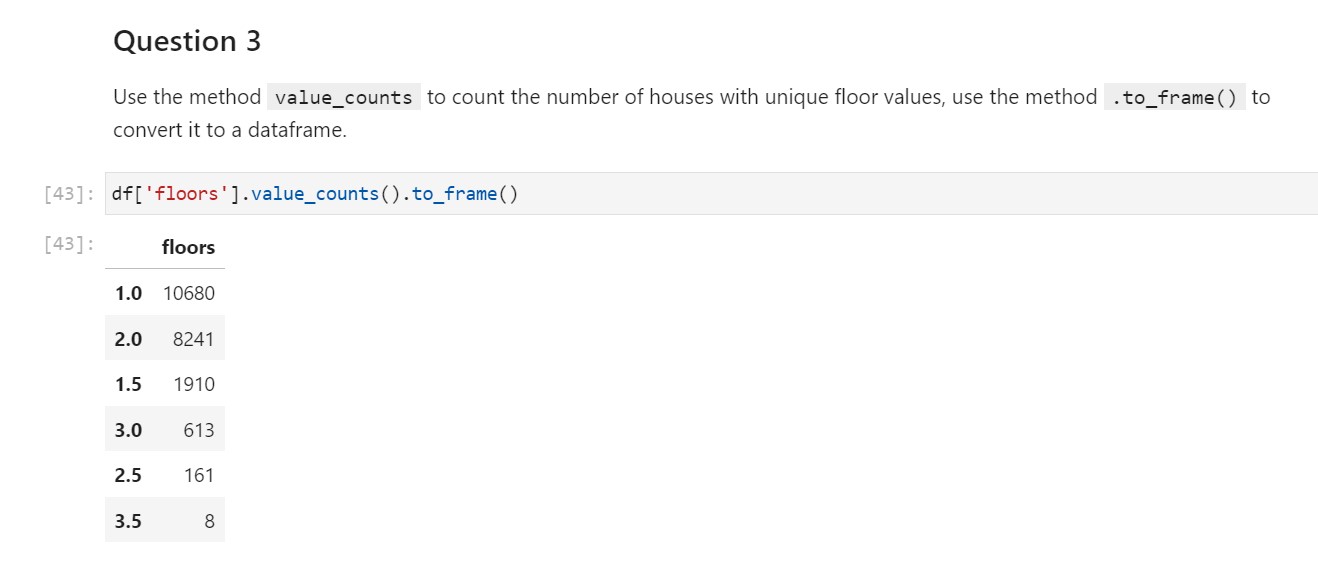 Question 3
Use the method value_counts to count the number of houses with unique floor values, use the method .to_frame() to
convert it to a dataframe.
[43]: df['floors'].value_counts().to_frame()
[43]: floors
1.0 10680
2.0 8241
1.5 1910
3.0 613
2.5 161
3.5 8